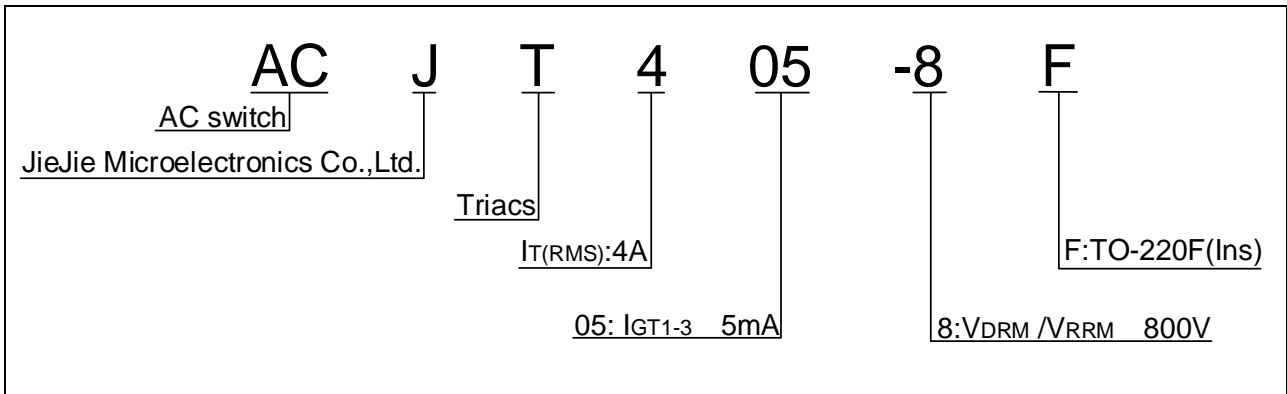 AC J T 4 05 -8 F
AC switch
JieJie Microelectronics Co.,Ltd.
Triacs
IT(RMS):4A
F:TO-220F(Ins)
05: IGT1-3 5mA
8:VDRM /VRRM 800V